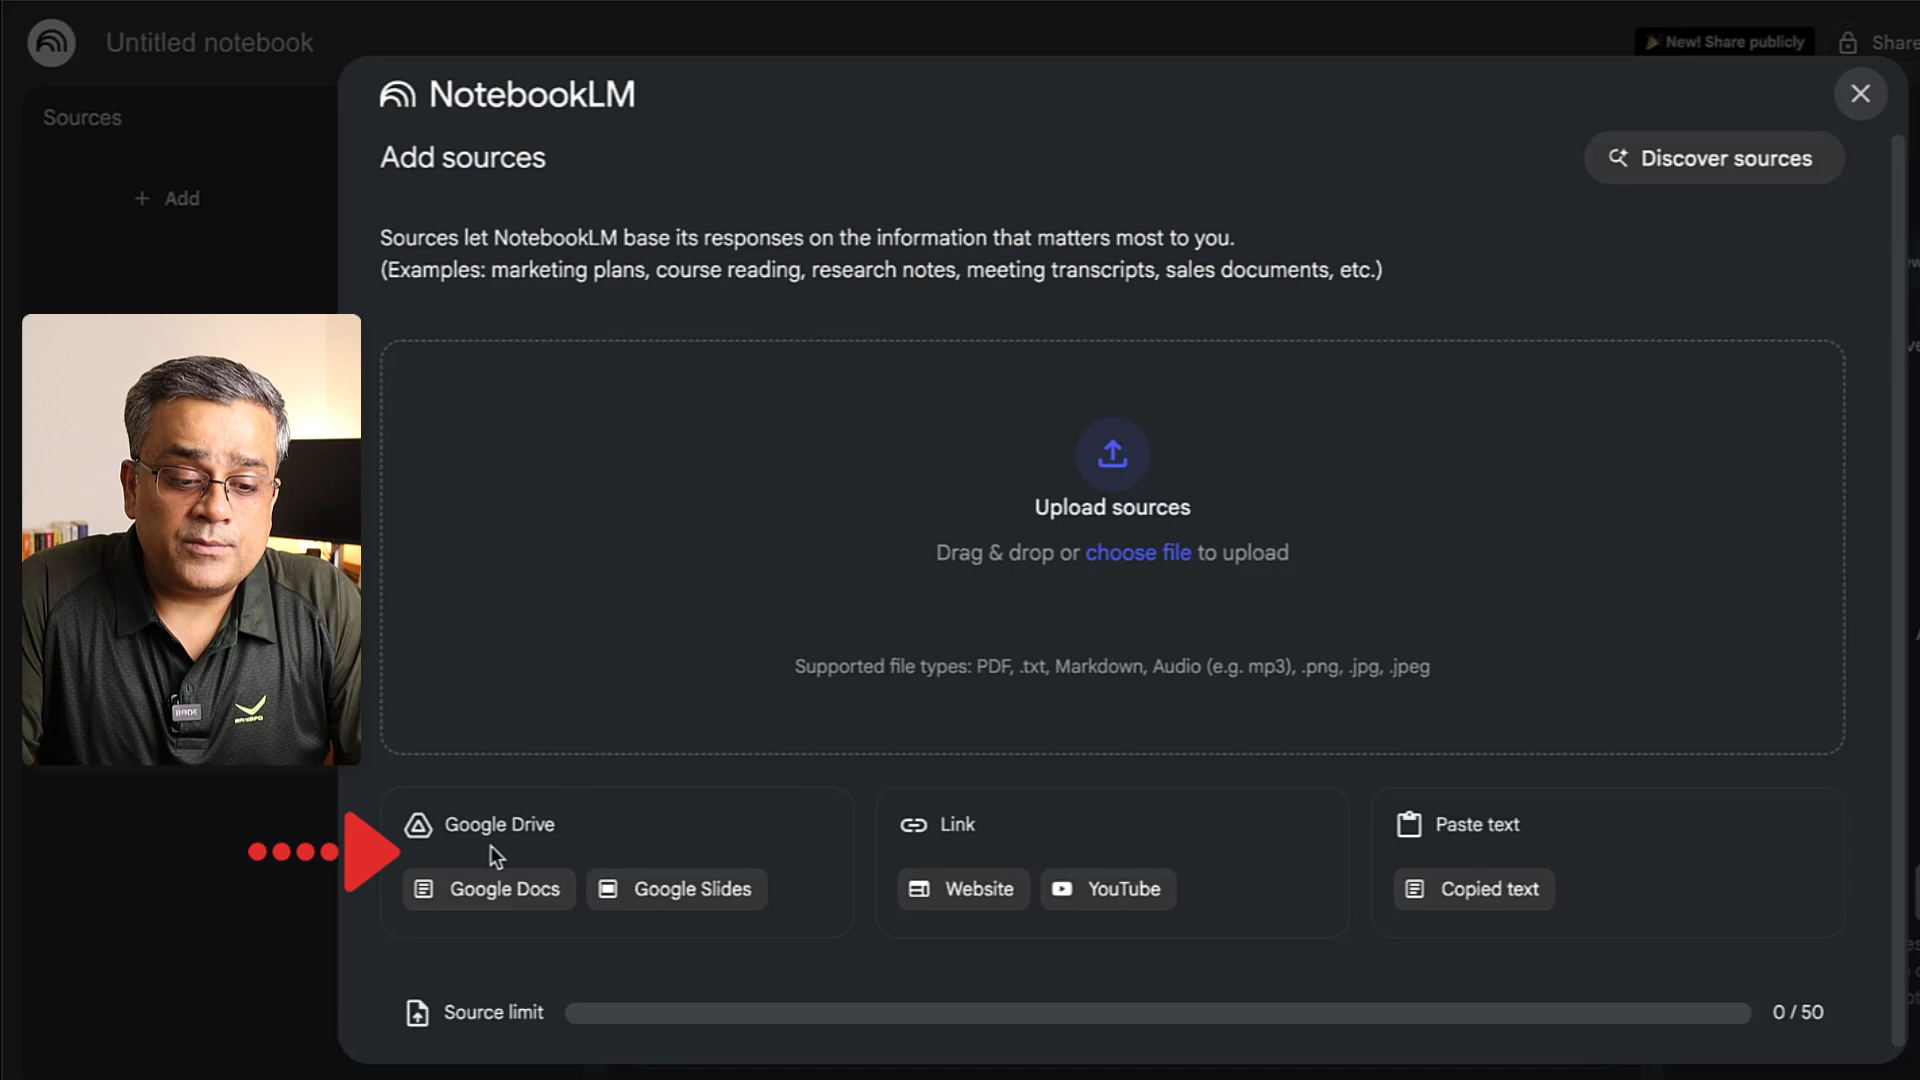 Untitled notebook
New! Share publicly
Share
Sources
Add
NotebookLM
Add sources
Discover sources
Sources let NotebookLM base its responses on the information that matters most to you.
(Examples: marketing plans, course reading, research notes, meeting transcripts, sales documents, etc.)
Upload sources
Drag & drop or choose file to upload
Supported file types: PDF, .txt, Markdown, Audio (e.g. mp3), .png, .jpg, .jpeg
RODE
Google Drive
Google Docs
Google Slides
Link
Website
YouTube
Paste text
Copied text
Source limit
0 / 50